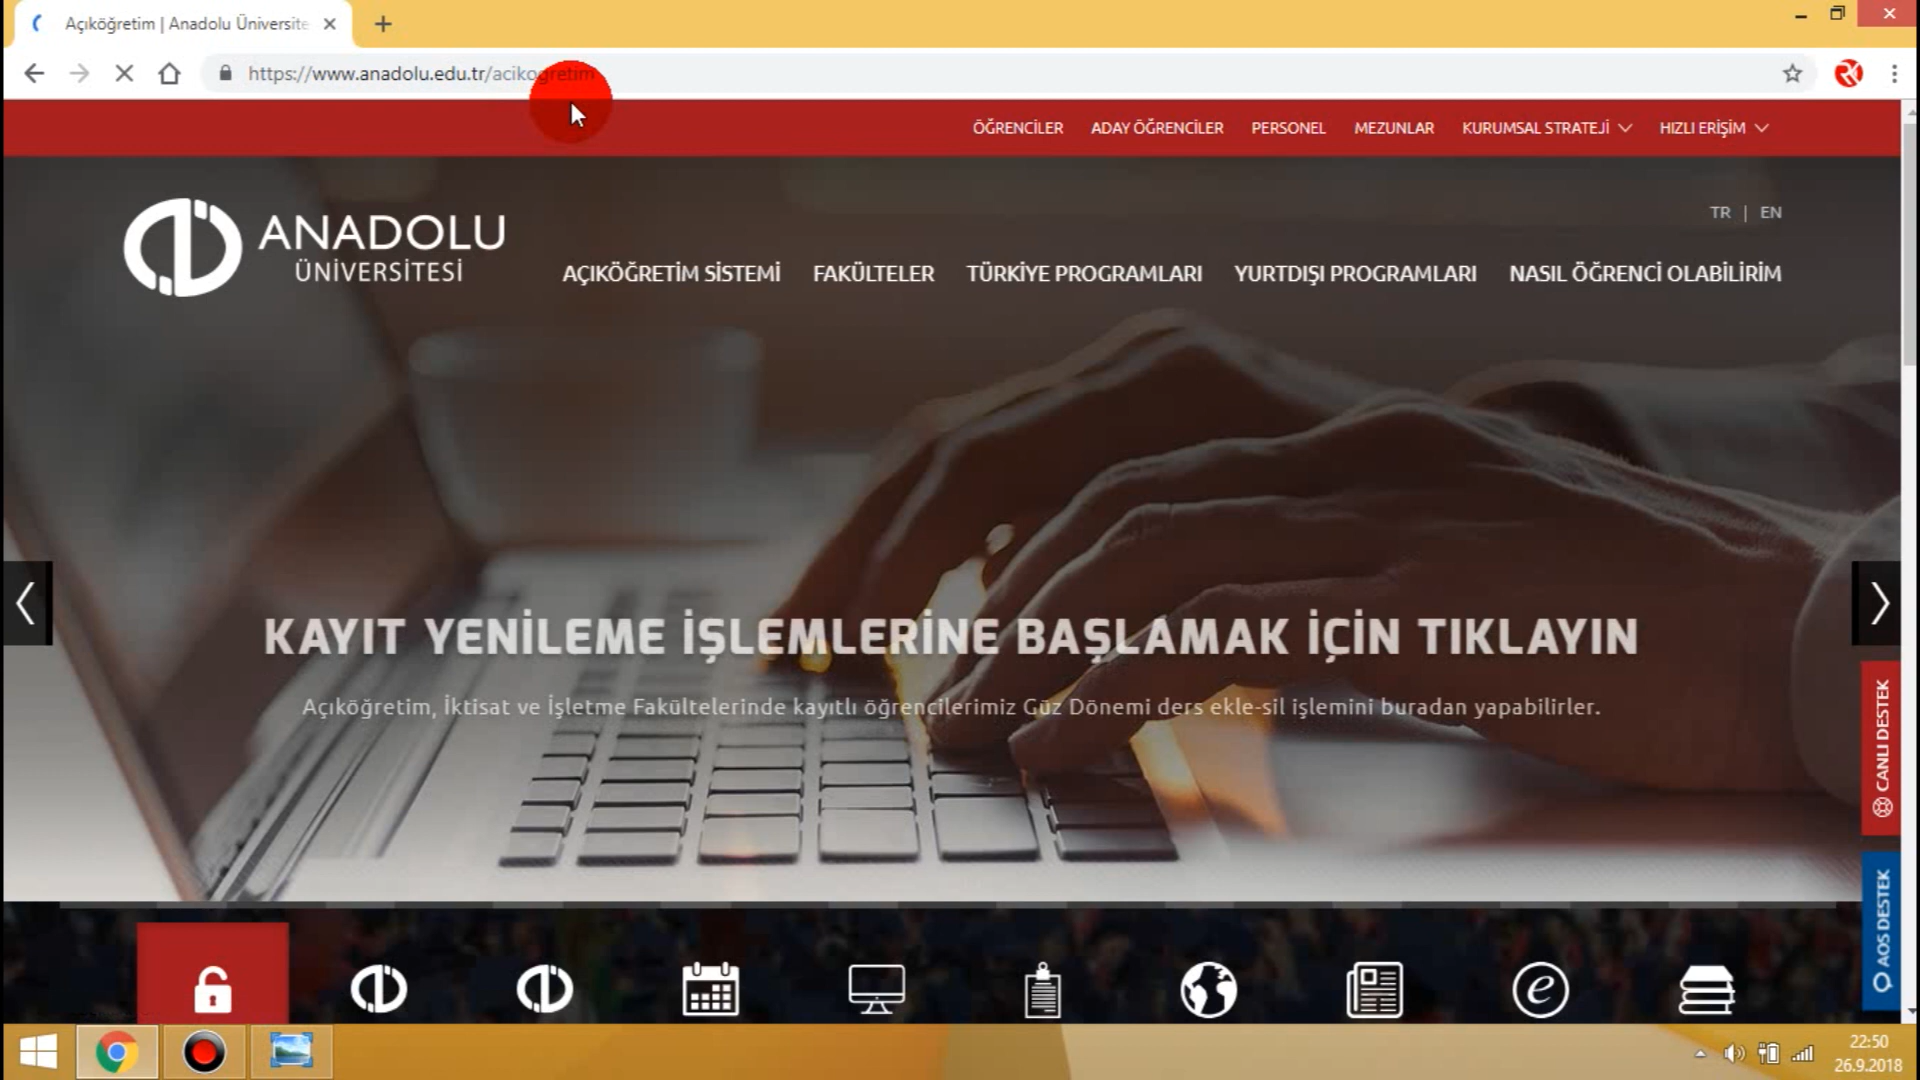 Açıköğretim | Anadolu Üniversite
https://www.anadolu.edu.tr/acikogretim
ÖĞRENCİLER ADAY ÖĞRENCİLER PERSONEL MEZUNLAR KURUMSAL STRATEJİ HIZLI ERİŞİM
TR | EN
ANADOLU
ÜNİVERSİTESİ
AÇIKÖĞRETİM SİSTEMİ FAKÜLTELER TÜRKİYE PROGRAMLARI YURTDIŞI PROGRAMLARI NASIL ÖĞRENCİ OLABİLİRİM
KAYIT YENİLEME İŞLEMLERİNE BAŞLAMAK İÇİN TIKLAYIN
Açıköğretim, İktisat ve İşletme Fakültelerinde kayıtlı öğrencilerimiz Güz Dönemi ders ekle-sil işlemini buradan yapabilirler.
CANLI DESTEK
AOS DESTEK
22:50
26.9.2018